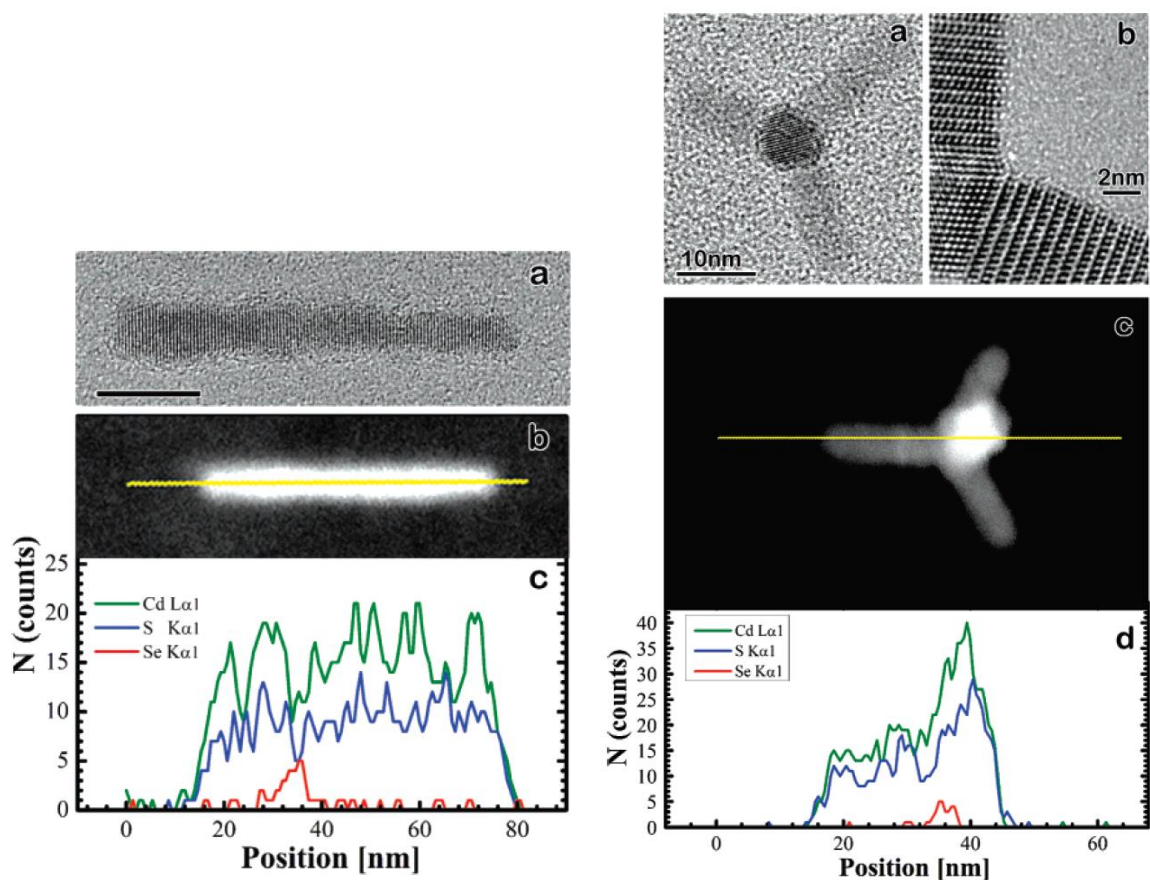 a
b
c
25
20
15
10
5
0
N (counts)
Cd Lα1
S Kα1
Se Kα1
0 20 40 60 80
Position [nm]
a
10nm
b
2nm
c
d
40
35
30
25
20
15
10
5
0
N (counts)
Cd Lα1
S Kα1
Se Kα1
0 20 40 60
Position [nm]